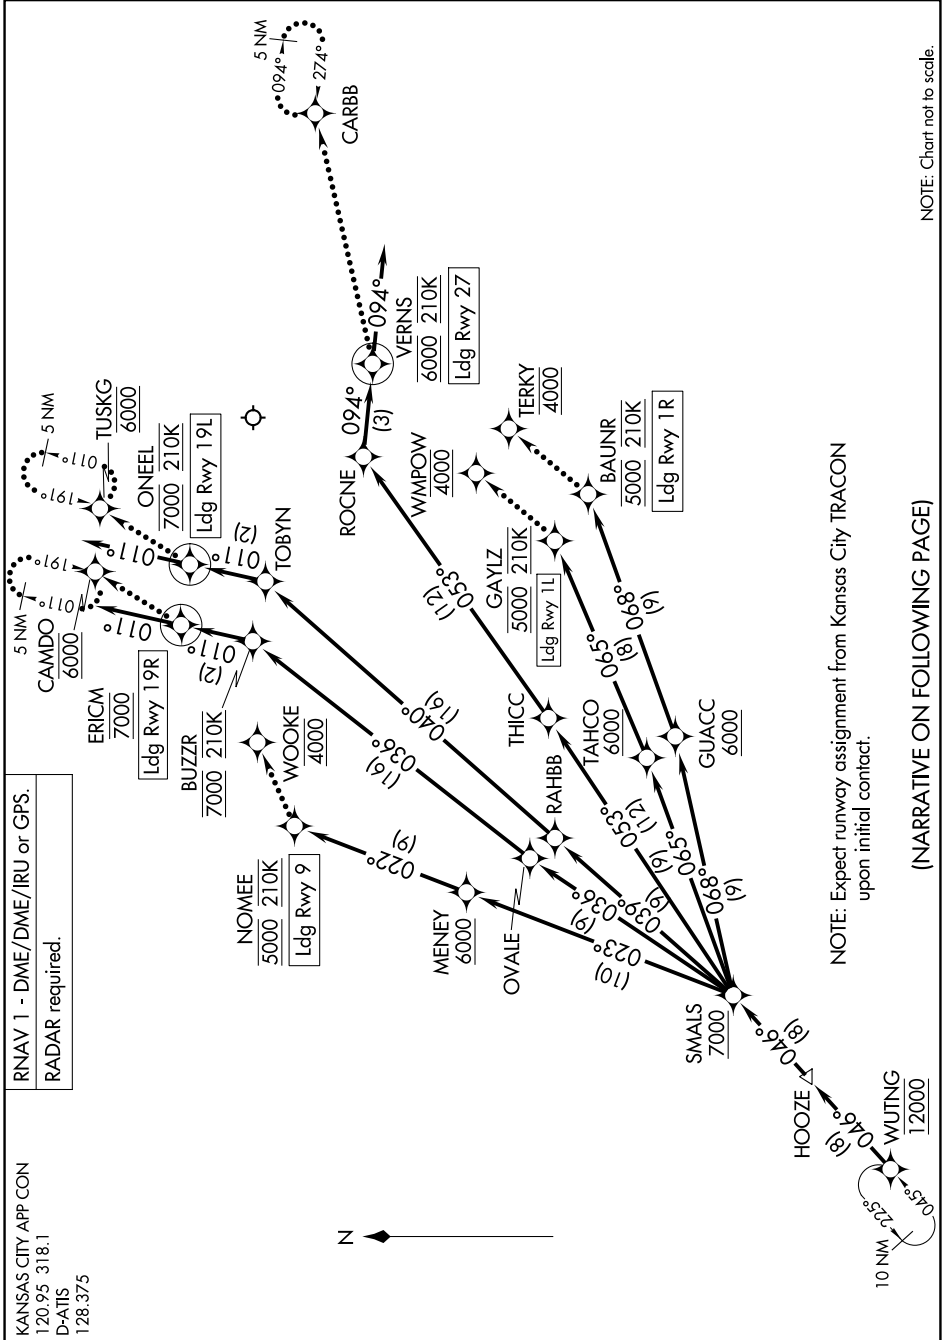 KANSAS CITY APP CON
120.95 318.1
D-ATIS
128.375
RNAV 1 - DME/DME/IRU or GPS.
RADAR required.
N
5 NM
011°
191°
CAMDO
6000
5 NM
011°
191°
TUSKG
6000
011°
011°
ERICM
7000
Ldg Rwy 19R
ONEEL
7000 210K
Ldg Rwy 19L
011°
(2)
011°
(2)
BUZZR
7000 210K
TOBYN
WOOKE
4000
NOMEE
5000 210K
Ldg Rwy 9
022°
(9)
MENEY
6000
023°
(10)
036°
(16)
OVALE
036°
(9)
040°
(16)
RAHBB
039°
(9)
5 NM
094°
274°
CARBB
094°
VERNS
6000 210K
Ldg Rwy 27
094°
(3)
ROCNE
053°
(12)
THICC
053°
(12)
WMPOW
4000
GAYLZ
5000 210K
Ldg Rwy 1L
065°
(8)
TAHCO
6000
065°
(9)
TERKY
4000
BAUNR
5000 210K
Ldg Rwy 1R
068°
(9)
GUACC
6000
068°
(9)
SMALS
7000
046°
(8)
HOOZE
046°
(8)
WUTNG
12000
10 NM
225°
045°
NOTE: Expect runway assignment from Kansas City TRACON
upon initial contact.
(NARRATIVE ON FOLLOWING PAGE)
NOTE: Chart not to scale.